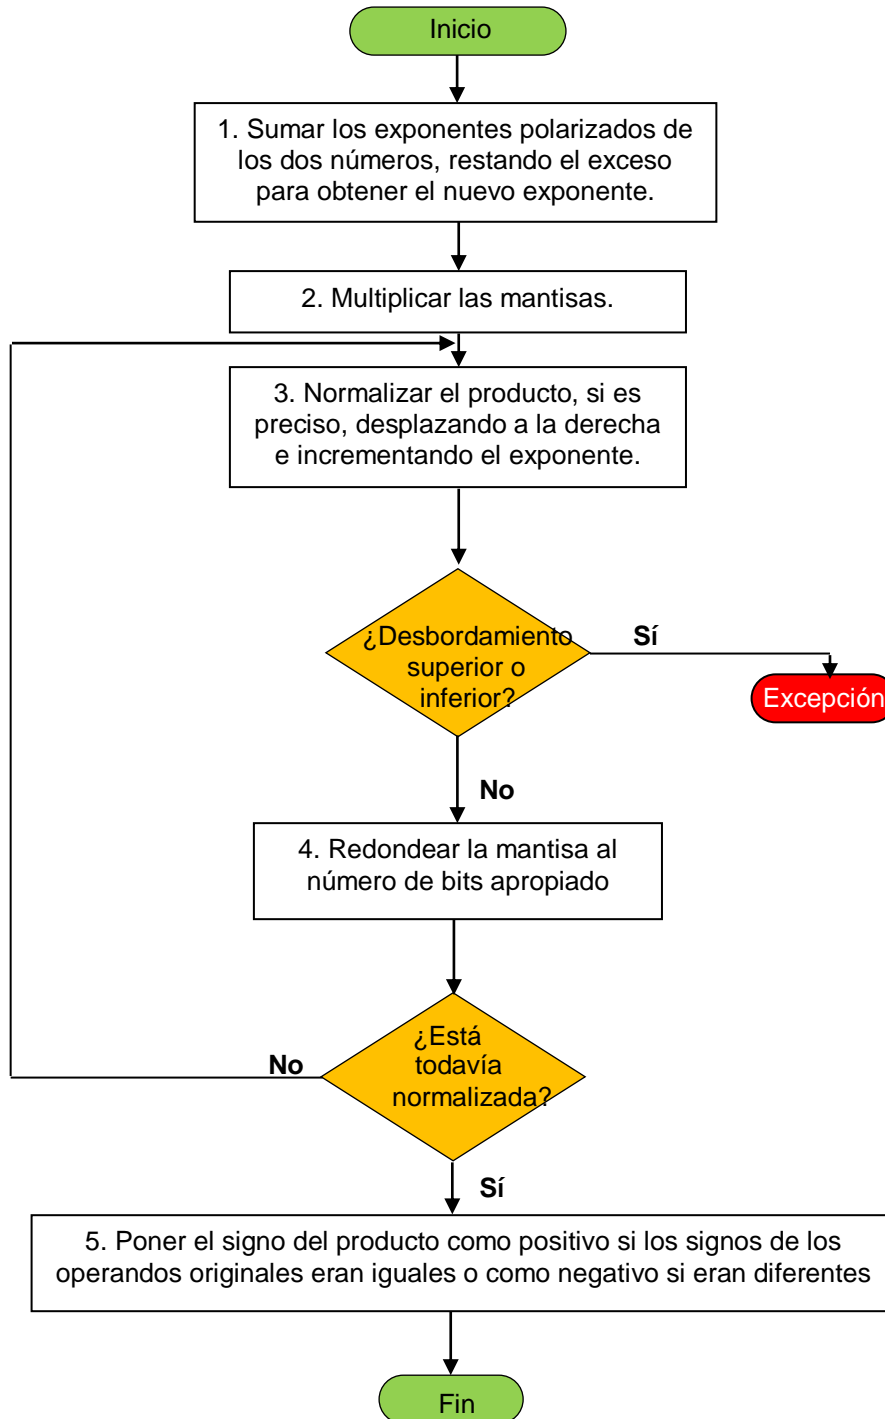 Inicio
1. Sumar los exponentes polarizados de
los dos números, restando el exceso
para obtener el nuevo exponente.
2. Multiplicar las mantisas.
3. Normalizar el producto, si es
preciso, desplazando a la derecha
e incrementando el exponente.
¿Desbordamiento
superior o
inferior?
Sí
Excepción
No
4. Redondear la mantisa al
número de bits apropiado
¿Está
todavía
normalizada?
No
Sí
5. Poner el signo del producto como positivo si los signos de los
operandos originales eran iguales o como negativo si eran diferentes
Fin